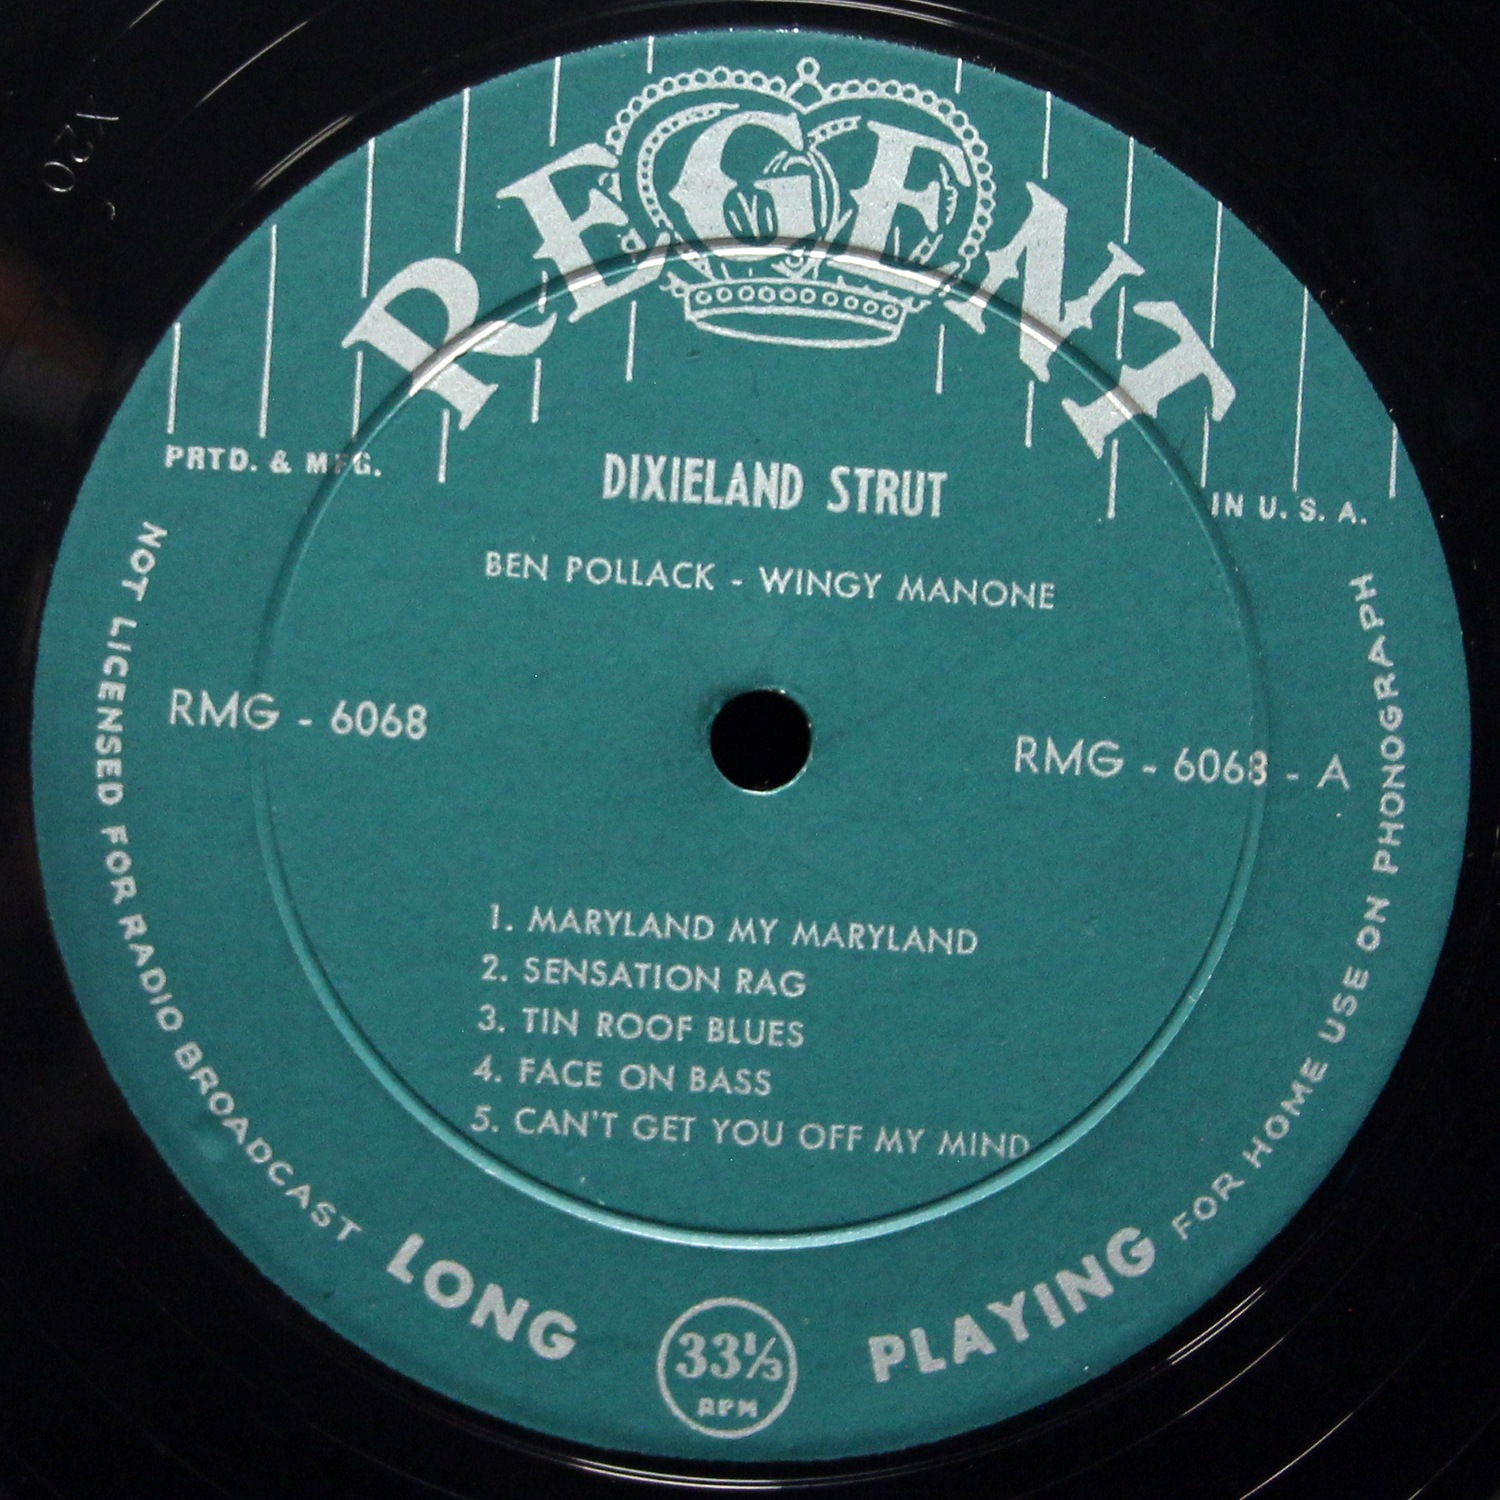 X20
REGENT
PRTD. & MFG.
IN U. S. A.
DIXIELAND STRUT
BEN POLLACK - WINGY MANONE
RMG - 6068
RMG - 6068 - A
1. MARYLAND MY MARYLAND
2. SENSATION RAG
3. TIN ROOF BLUES
4. FACE ON BASS
5. CAN'T GET YOU OFF MY MIND
NOT LICENSED FOR RADIO BROADCAST
LONG
33⅓
RPM
PLAYING
FOR HOME USE ON PHONOGRAPH